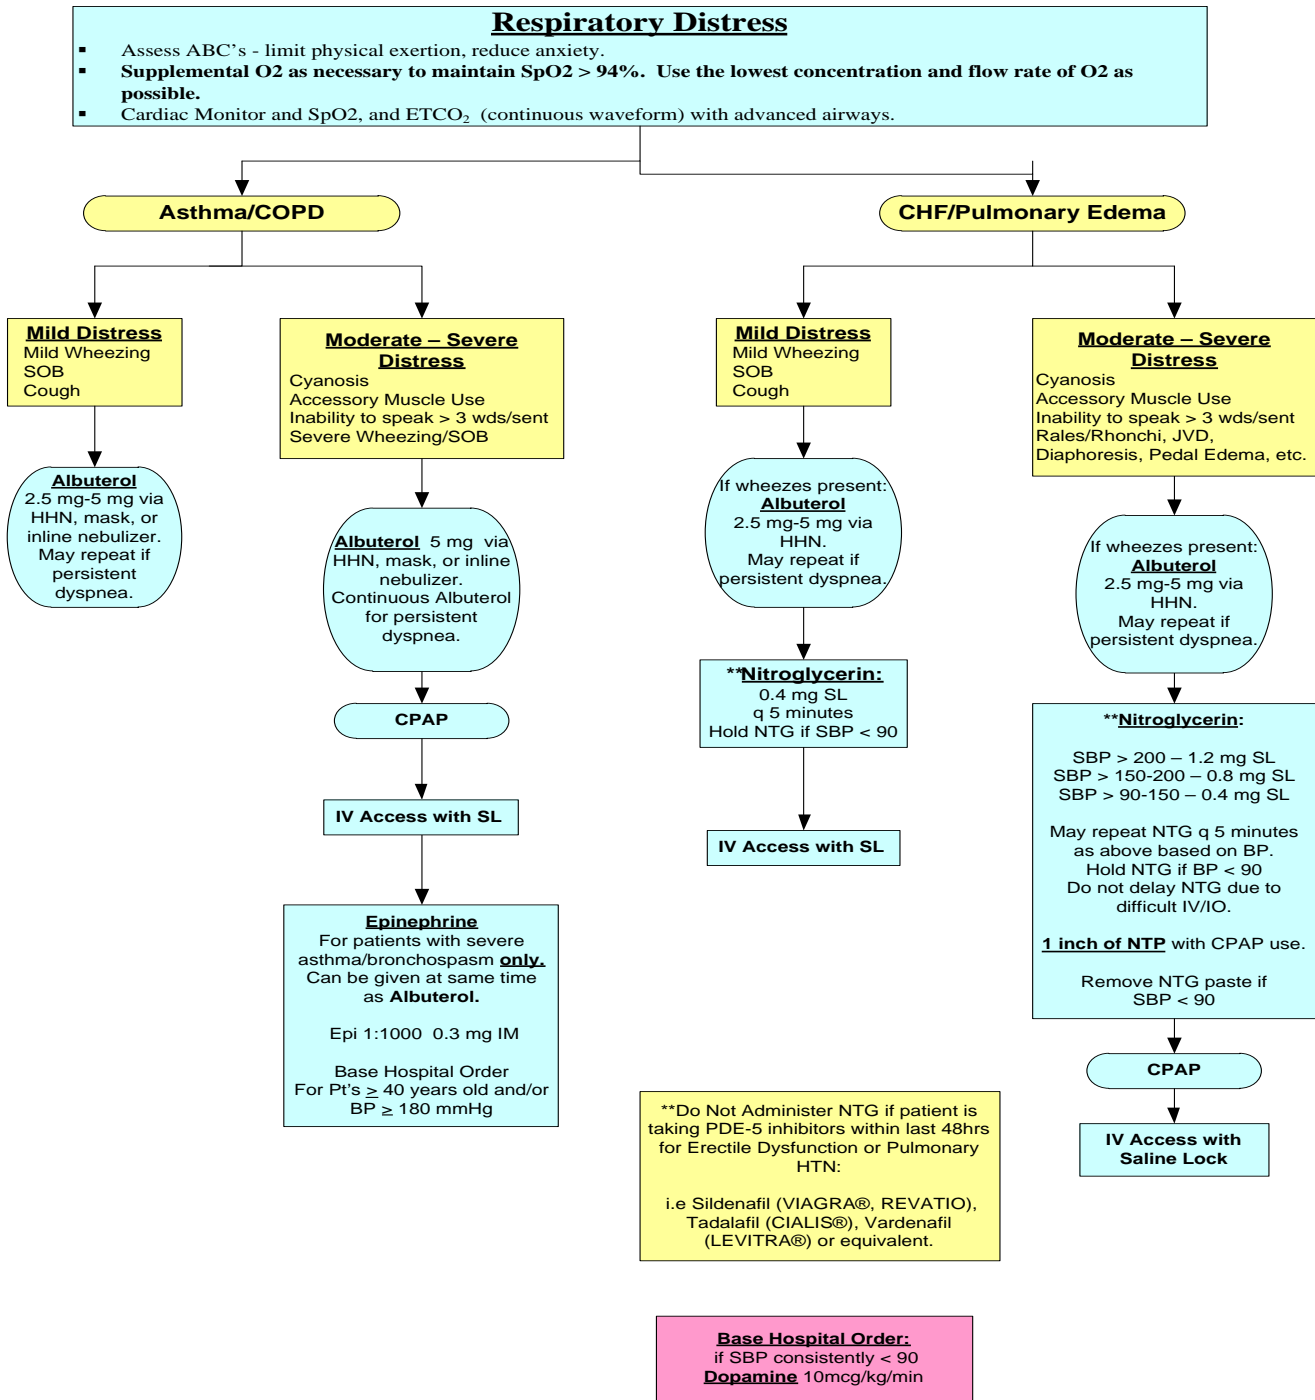 Respiratory Distress
▪ Assess ABC's - limit physical exertion, reduce anxiety.
▪ Supplemental O2 as necessary to maintain SpO2 > 94%. Use the lowest concentration and flow rate of O2 as
possible.
▪ Cardiac Monitor and SpO2, and ETCO₂ (continuous waveform) with advanced airways.
Asthma/COPD
Mild Distress
Mild Wheezing
SOB
Cough
Albuterol
2.5 mg-5 mg via
HHN, mask, or
inline nebulizer.
May repeat if
persistent
dyspnea.
Moderate – Severe
Distress
Cyanosis
Accessory Muscle Use
Inability to speak > 3 wds/sent
Severe Wheezing/SOB
Albuterol 5 mg via
HHN, mask, or inline
nebulizer.
Continuous Albuterol
for persistent
dyspnea.
CPAP
IV Access with SL
Epinephrine
For patients with severe
asthma/bronchospasm only.
Can be given at same time
as Albuterol.
Epi 1:1000 0.3 mg IM
Base Hospital Order
For Pt's ≥ 40 years old and/or
BP ≥ 180 mmHg
CHF/Pulmonary Edema
Mild Distress
Mild Wheezing
SOB
Cough
If wheezes present:
Albuterol
2.5 mg-5 mg via
HHN.
May repeat if
persistent dyspnea.
**Nitroglycerin:
0.4 mg SL
q 5 minutes
Hold NTG if SBP < 90
IV Access with SL
Moderate – Severe
Distress
Cyanosis
Accessory Muscle Use
Inability to speak > 3 wds/sent
Rales/Rhonchi, JVD,
Diaphoresis, Pedal Edema, etc.
If wheezes present:
Albuterol
2.5 mg-5 mg via
HHN.
May repeat if
persistent dyspnea.
**Nitroglycerin:
SBP > 200 – 1.2 mg SL
SBP > 150-200 – 0.8 mg SL
SBP > 90-150 – 0.4 mg SL
May repeat NTG q 5 minutes
as above based on BP.
Hold NTG if BP < 90
Do not delay NTG due to
difficult IV/IO.
1 inch of NTP with CPAP use.
Remove NTG paste if
SBP < 90
CPAP
IV Access with
Saline Lock
**Do Not Administer NTG if patient is
taking PDE-5 inhibitors within last 48hrs
for Erectile Dysfunction or Pulmonary
HTN:
i.e Sildenafil (VIAGRA®, REVATIO),
Tadalafil (CIALIS®), Vardenafil
(LEVITRA®) or equivalent.
Base Hospital Order:
if SBP consistently < 90
Dopamine 10mcg/kg/min